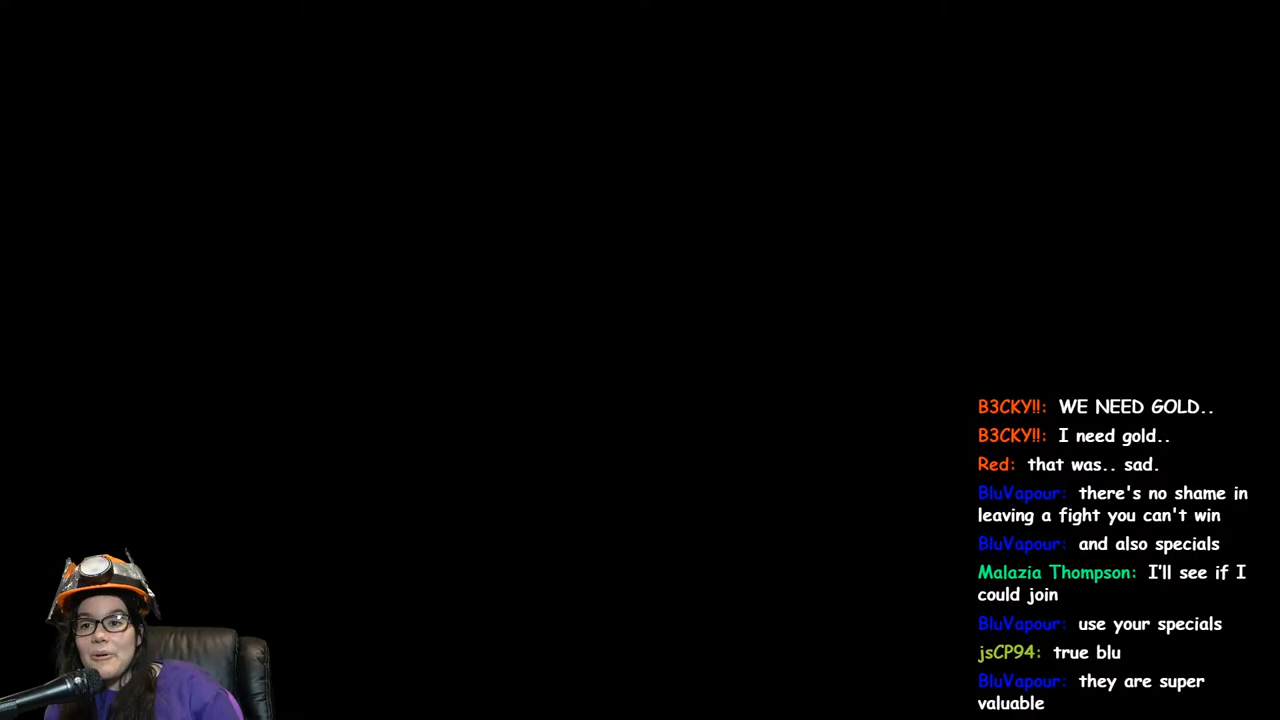 B3CKY!!: WE NEED GOLD..
B3CKY!!: I need gold..
Red: that was.. sad.
BluVapour: there's no shame in
leaving a fight you can't win
BluVapour: and also specials
Malazia Thompson: I'll see if I
could join
BluVapour: use your specials
jsCP94: true blu
BluVapour: they are super
valuable